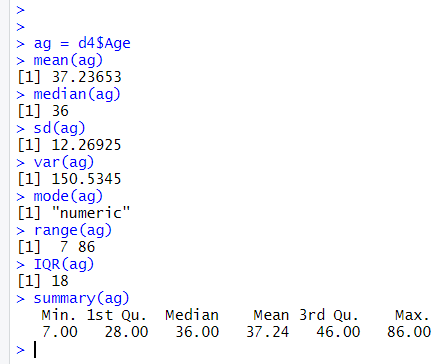 >
>
> ag = d4$Age
> mean(ag)
[1] 37.23653
> median(ag)
[1] 36
> sd(ag)
[1] 12.26925
> var(ag)
[1] 150.5345
> mode(ag)
[1] "numeric"
> range(ag)
[1]  7 86
> IQR(ag)
[1] 18
> summary(ag)
   Min. 1st Qu.  Median    Mean 3rd Qu.    Max.
   7.00   28.00   36.00   37.24   46.00   86.00
>